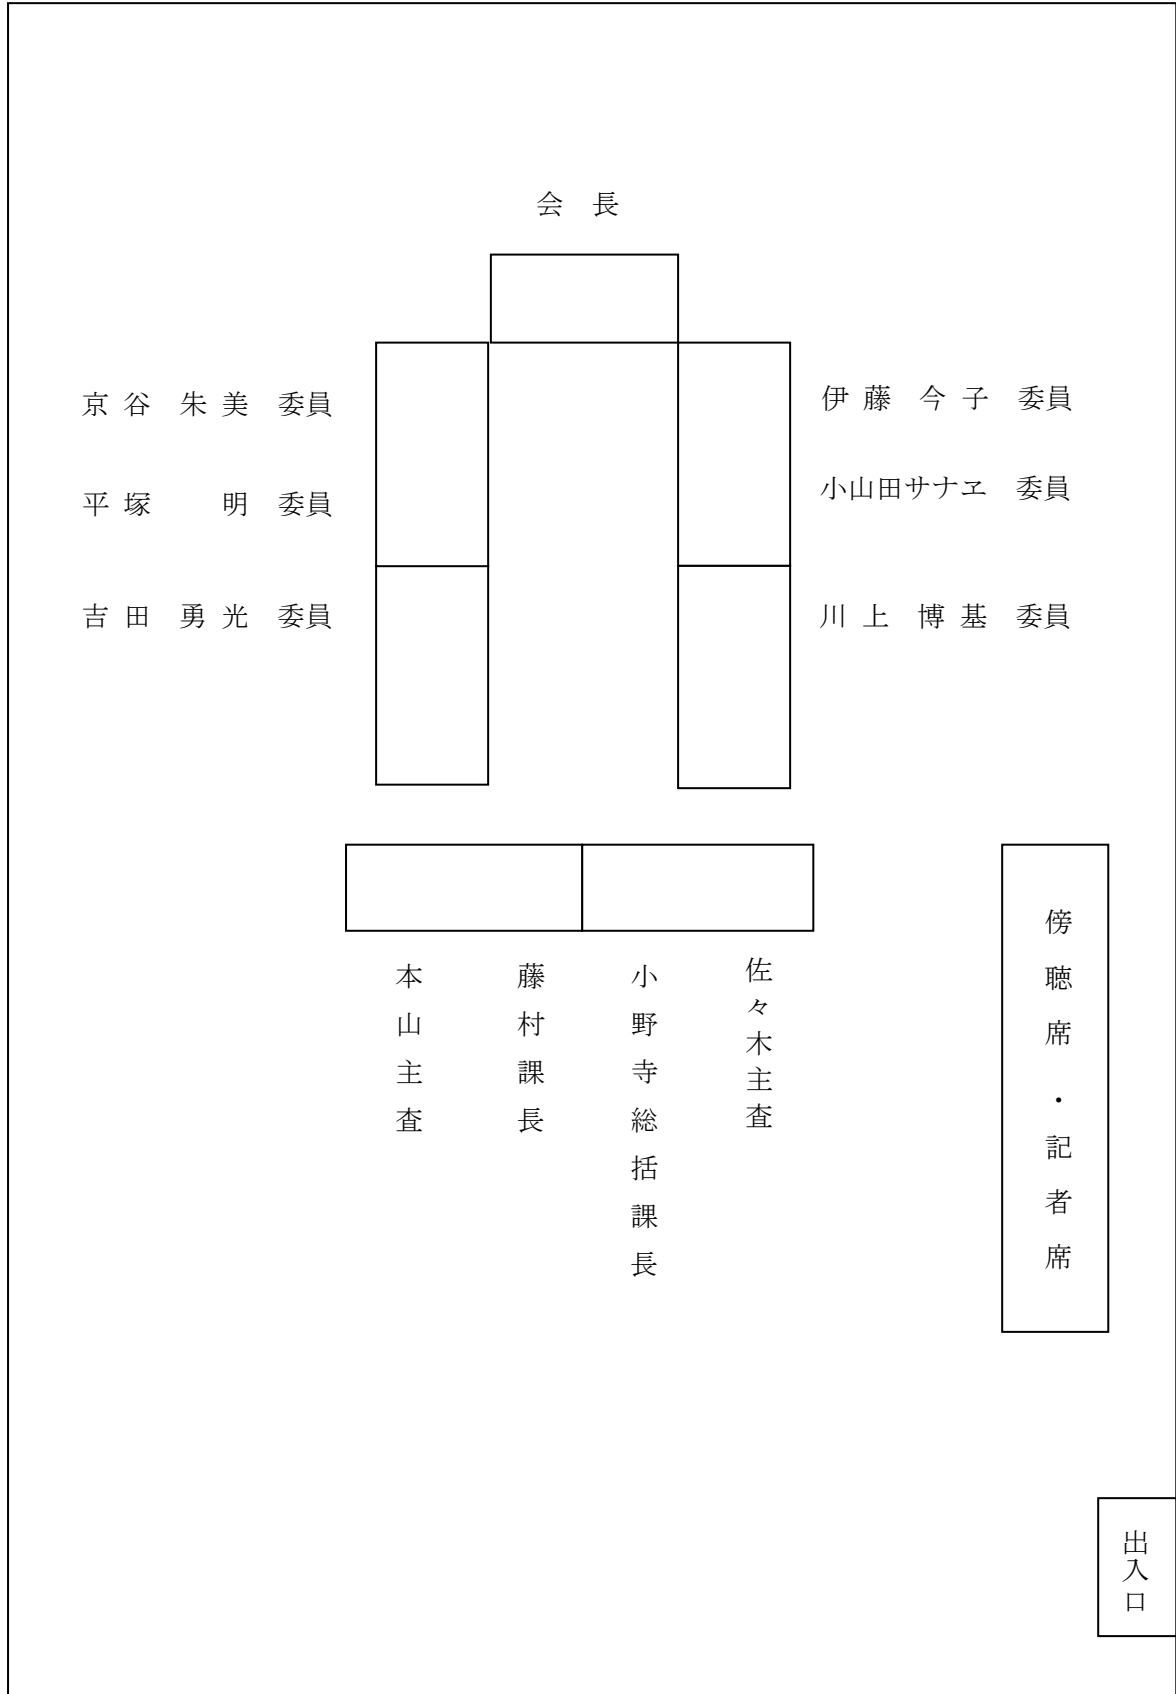 会　長
京 谷　朱 美　委員
伊 藤　今 子　委員
平 塚　　明　委員
小山田サナヱ　委員
吉 田　勇 光　委員
川 上　博 基　委員
本山主査
藤村課長
小野寺総括課長
佐々木主査
傍聴席・記者席
出入口